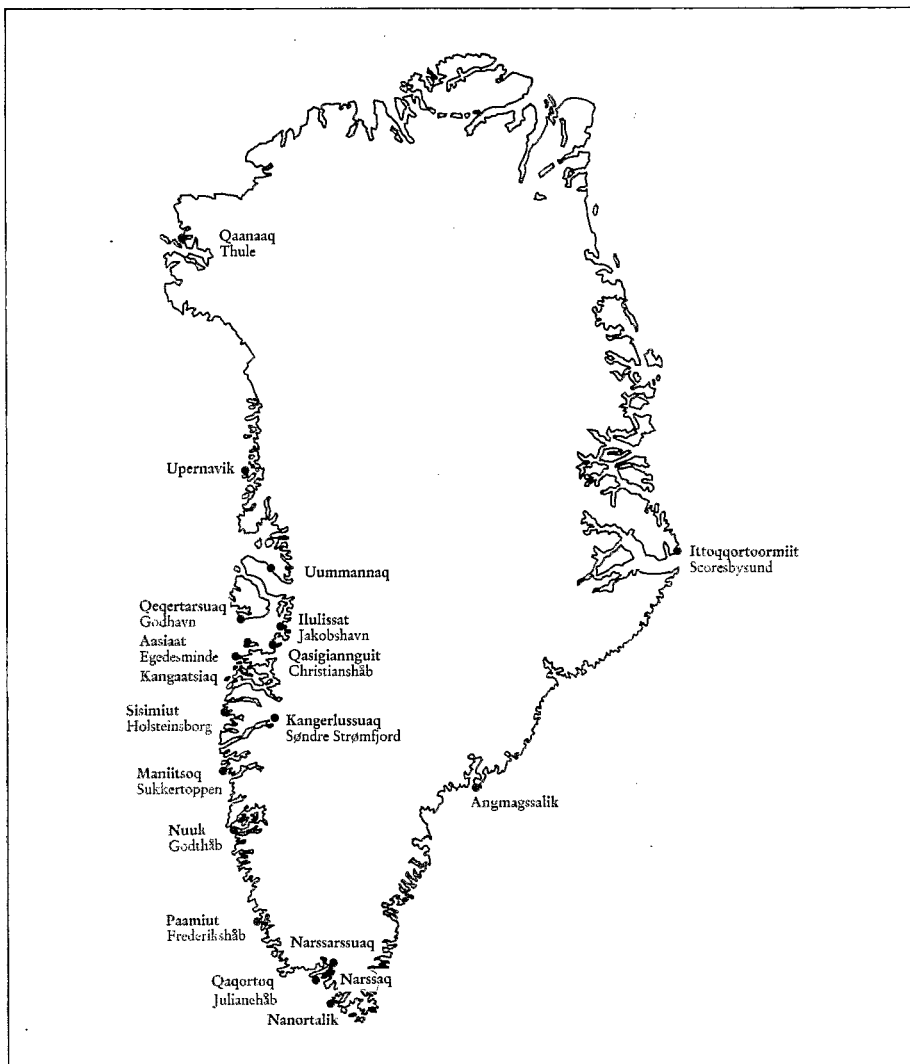 Qaanaaq
Thule
Upernavik
Uummannaq
Ittoqqortoormiit
Scoresbysund
Qeqertarsuaq
Godhavn
Ilulissat
Jakobshavn
Aasiaat
Egedesminde
Qasigiannguit
Christianshåb
Kangaatsiaq
Sisimiut
Holsteinsborg
Kangerlussuaq
Søndre Strømfjord
Maniitsoq
Sukkertoppen
Angmagssalik
Nuuk
Godthåb
Paamiut
Frederikshåb
Narssarssuaq
Qaqortoq
Julianehåb
Narssaq
Nanortalik